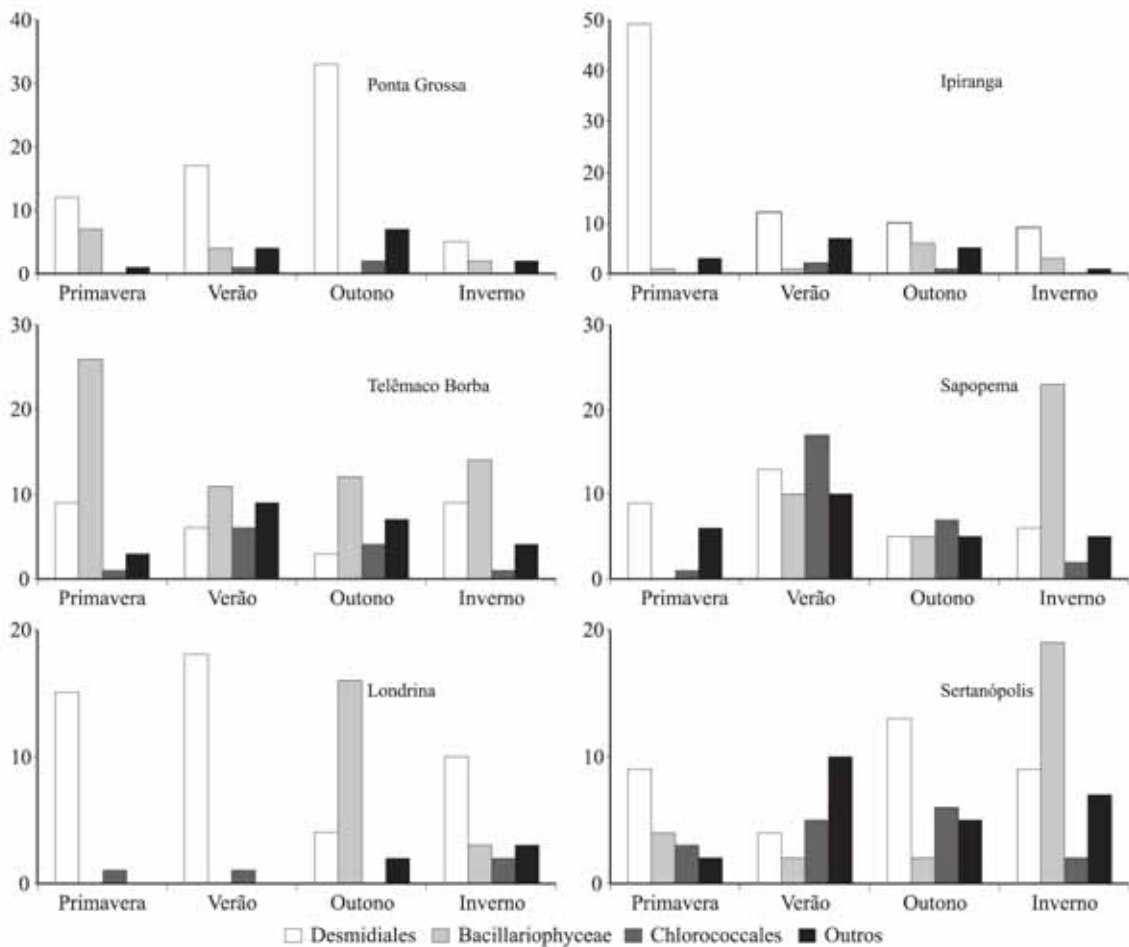 40
30
20
10
0
Ponta Grossa
Primavera Verão Outono Inverno
50
40
30
20
10
0
Ipiranga
Primavera Verão Outono Inverno
30
20
10
0
Telêmaco Borba
Primavera Verão Outono Inverno
30
20
10
0
Sapopema
Primavera Verão Outono Inverno
20
10
0
Londrina
Primavera Verão Outono Inverno
20
10
0
Sertanópolis
Primavera Verão Outono Inverno
Desmidiales Bacillariophyceae Chlorococcales Outros